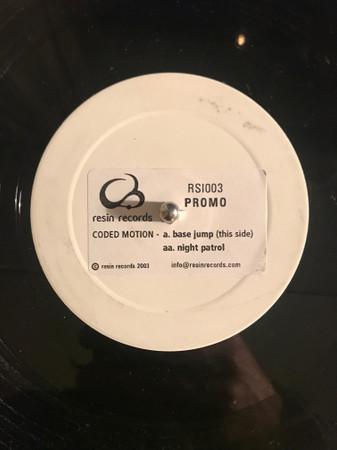 RSI003
PROMO
resin records
CODED MOTION - a. base jump (this side)
aa. night patrol
© resin records 2003 info@resinrecords.com